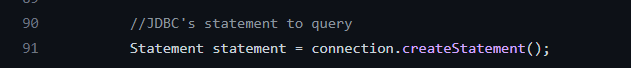 90 //JDBC's statement to query
91 Statement statement = connection.createStatement();